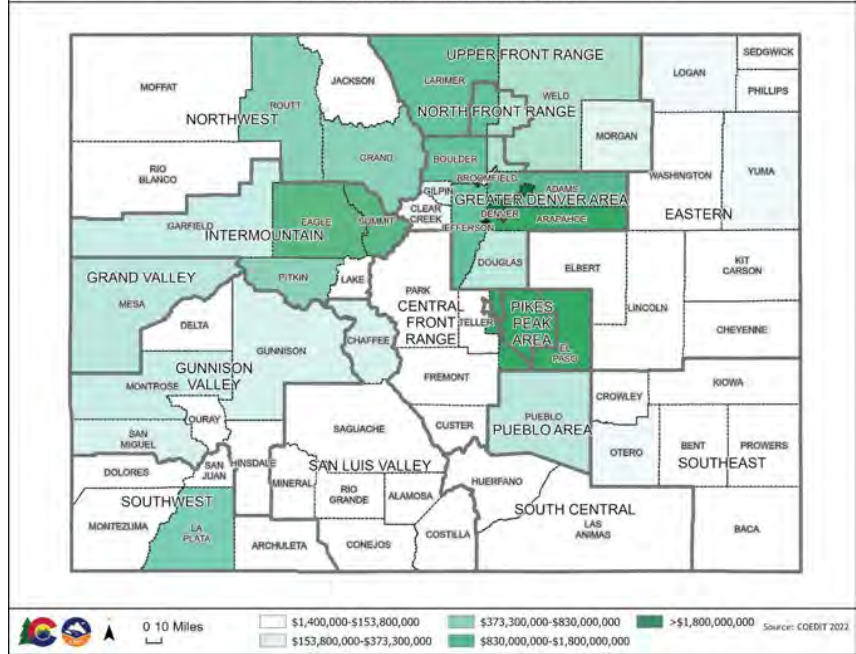 UPPER FRONT RANGE
SEDGWICK
LOGAN
JACKSON
LARIMER
MOFFAT
WELD
PHILLIPS
ROUTT
NORTH FRONT RANGE
NORTHWEST
MORGAN
GRAND
BOULDER
RIO
BLANCO
BROOMFIELD
ADAMS
WASHINGTON
YUMA
GILPIN
GREATER DENVER AREA
CLEAR
CREEK
DENVER
ARAPAHOE
EASTERN
GARFIELD
EAGLE
SUMMIT
JEFFERSON
INTERMOUNTAIN
DOUGLAS
ELBERT
KIT
CARSON
GRAND VALLEY
PITKIN
LAKE
PARK
LINCOLN
MESA
CENTRAL
FRONT
RANGE
TELLER
PIKES
PEAK
AREA
EL
PASO
CHEYENNE
DELTA
GUNNISON
CHAFFEE
GUNNISON
VALLEY
MONTROSE
FREMONT
CROWLEY
KIOWA
OURAY
PUEBLO
PUEBLO AREA
SAN
MIGUEL
SAGUACHE
CUSTER
OTERO
BENT
PROWERS
SOUTHEAST
DOLORES
SAN
JUAN
HINSDALE
SAN LUIS VALLEY
MINERAL
RIO
GRANDE
ALAMOSA
HUERFANO
SOUTHWEST
SOUTH CENTRAL
MONTEZUMA
LA
PLATA
LAS
ANIMAS
BACA
ARCHULETA
CONEJOS
COSTILLA
0 10 Miles
$1,400,000-$153,800,000
$153,800,000-$373,300,000
$373,300,000-$830,000,000
$830,000,000-$1,800,000,000
>$1,800,000,000
Source: COEDIT 2022